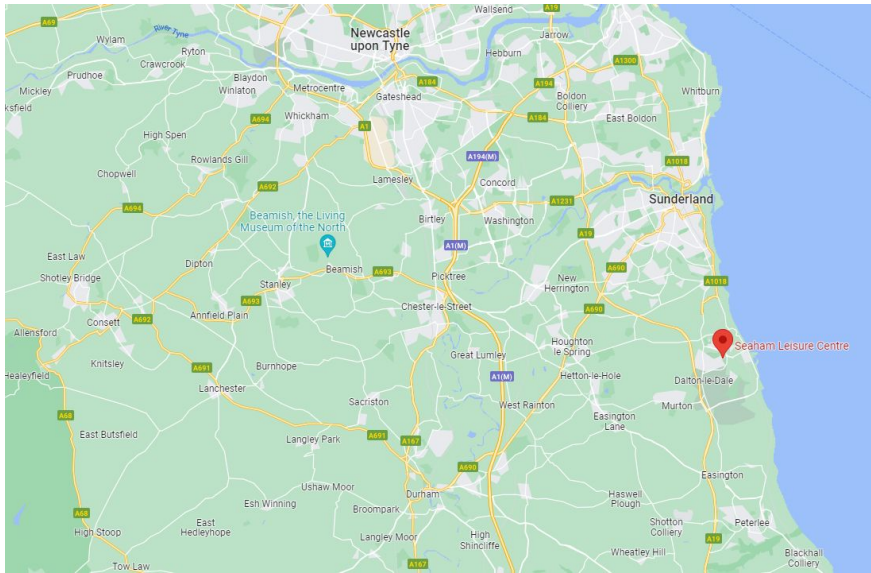 A69
Wylam
River Tyne
Ryton
Crawcrook
Mickley
Prudhoe
ksfield
Blaydon
Winlaton
Metrocentre
Newcastle
upon Tyne
Wallsend
A19
Jarrow
Hebburn
A1300
Gateshead
A184
A194
Boldon
Colliery
Whitburn
Whickham
A694
A1
A184
East Boldon
High Spen
Rowlands Gill
Chopwell
A692
Lamesley
A194(M)
Concord
A1018
A694
Beamish, the Living
Museum of the North
Birtley
Washington
A1231
Sunderland
A19
East Law
Shotley Bridge
Dipton
Stanley
Beamish
A693
A1(M)
Picktree
A690
New
Herrington
A1018
A693
Annfield Plain
Chester-le-Street
A690
Allensford
Consett
A692
Seaham Leisure Centre
Healeyfield
Knitsley
A691
Burnhope
Great Lumley
Houghton
le Spring
Lanchester
A1(M)
Hetton-le-Hole
Dalton-le-Dale
Sacriston
West Rainton
Murton
A68
East Butsfield
Langley Park
A691
A167
Easington
Lane
A690
Easington
Ushaw Moor
Durham
Haswell
Plough
A68
Esh Winning
Broompark
High Stoop
East
Hedleyhope
Langley Moor
High
Shincliffe
Shotton
Colliery
Peterlee
A19
Wheatley Hill
Blackhall
Colliery
Tow Law
A167